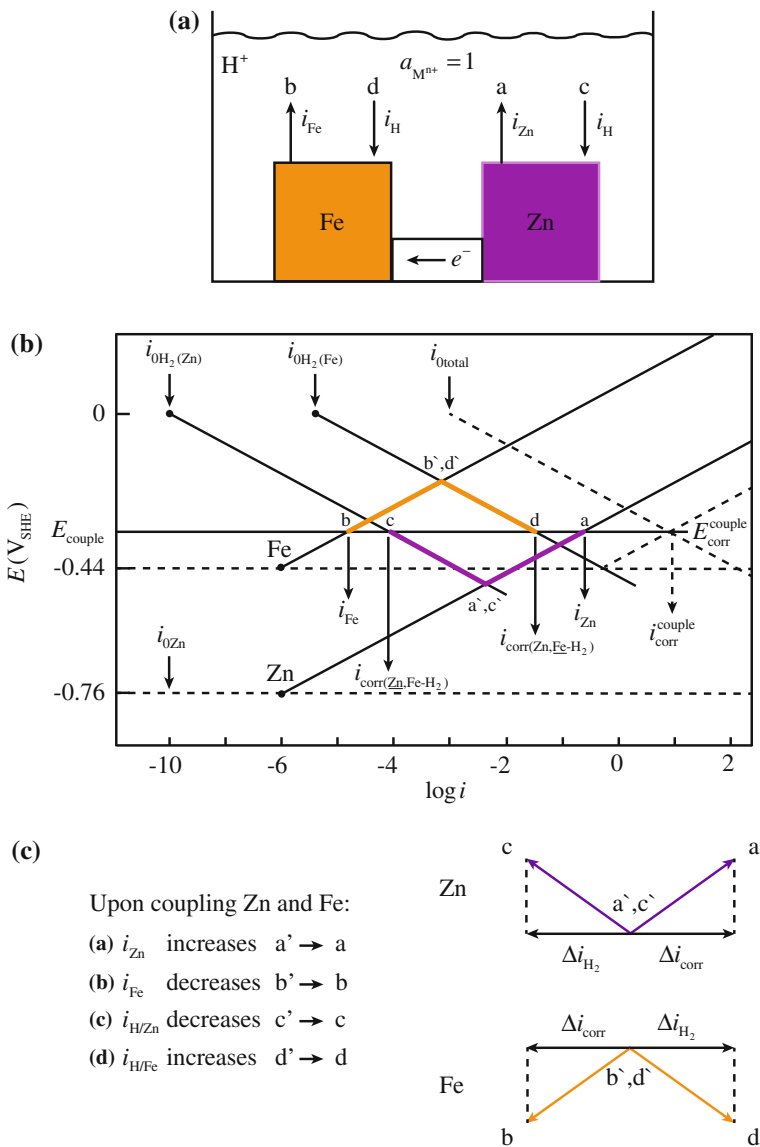 (a)
H⁺
a_Mⁿ⁺ = 1
b d a c
i_Fe i_H i_Zn i_H
Fe Zn
e⁻
(b)
i_0H₂(Zn) i_0H₂(Fe) i_0total
0
b`,d`
b c d a
E_couple
E_corr^couple
Fe
-0.44
a`,c`
i_Fe i_Zn i_corr^couple
i_0Zn
i_corr(Zn,Fe-H₂)
i_corr(Zn,Fe-H₂)
Zn
-0.76
E(V_SHE)
-10 -6 -4 -2 0 2
log i
(c)
Upon coupling Zn and Fe:
(a) i_Zn increases a' → a
(b) i_Fe decreases b' → b
(c) i_H/Zn decreases c' → c
(d) i_H/Fe increases d' → d
c a
Zn
a`,c`
Δi_H₂ Δi_corr
Δi_corr Δi_H₂
b`,d`
Fe
b d